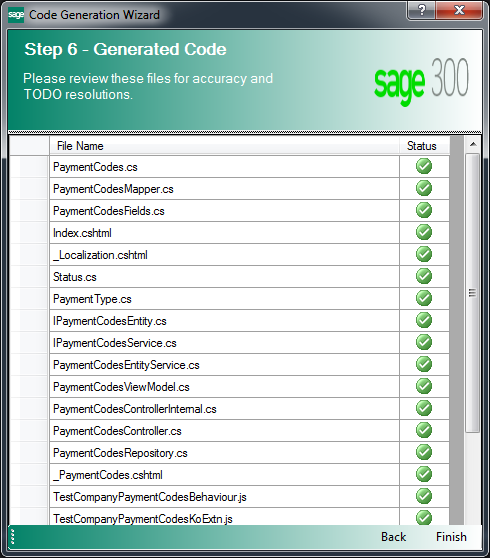 sage Code Generation Wizard
Step 6 - Generated Code
Please review these files for accuracy and
TODO resolutions.
sage 300
File Name Status
PaymentCodes.cs
PaymentCodesMapper.cs
PaymentCodesFields.cs
Index.cshtml
_Localization.cshtml
Status.cs
PaymentType.cs
IPaymentCodesEntity.cs
IPaymentCodesService.cs
PaymentCodesEntityService.cs
PaymentCodesViewModel.cs
PaymentCodesControllerInternal.cs
PaymentCodesController.cs
PaymentCodesRepository.cs
_PaymentCodes.cshtml
TestCompanyPaymentCodesBehaviour.js
TestCompanyPaymentCodesKoExtn.js
Back Finish